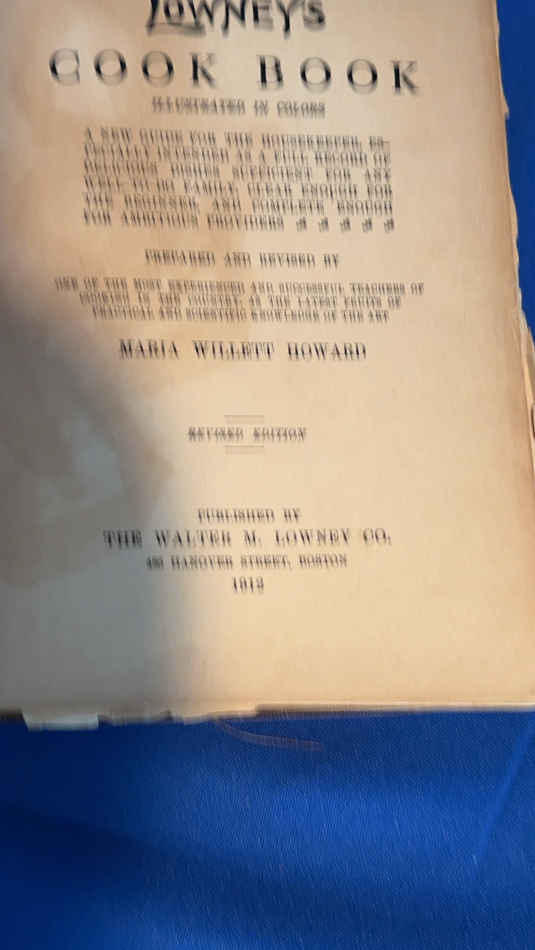 LOWNEY'S
COOK BOOK
ILLUSTRATED IN COLORS
A NEW GUIDE FOR THE HOUSEKEEPER, ES-
PECIALLY INTENDED AS A FULL RECORD OF
DELICIOUS DISHES SUFFICIENT FOR ANY
WELL-TO-DO FAMILY, CLEAR ENOUGH FOR
THE BEGINNER, AND COMPLETE ENOUGH
FOR AMBITIOUS PROVIDERS
PREPARED AND REVISED BY
ONE OF THE MOST EXPERIENCED AND SUCCESSFUL TEACHERS OF
COOKING IN THE COUNTRY, IN THE LATEST FRUITS OF
PRACTICAL AND SCIENTIFIC KNOWLEDGE OF THE ART
MARIA WILLETT HOWARD
REVISED EDITION
PUBLISHED BY
THE WALTER M. LOWNEY CO.
HANOVER STREET, BOSTON
1912